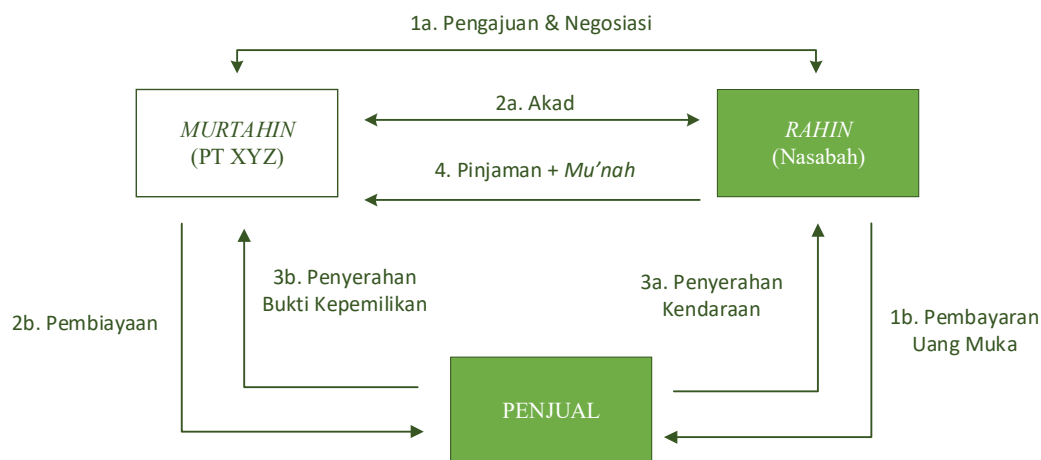 1a. Pengajuan & Negosiasi
MURTAHIN
(PT XYZ)
2a. Akad
RAHIN
(Nasabah)
4. Pinjaman + Mu’nah
3b. Penyerahan
Bukti Kepemilikan
3a. Penyerahan
Kendaraan
2b. Pembiayaan
1b. Pembayaran
Uang Muka
PENJUAL